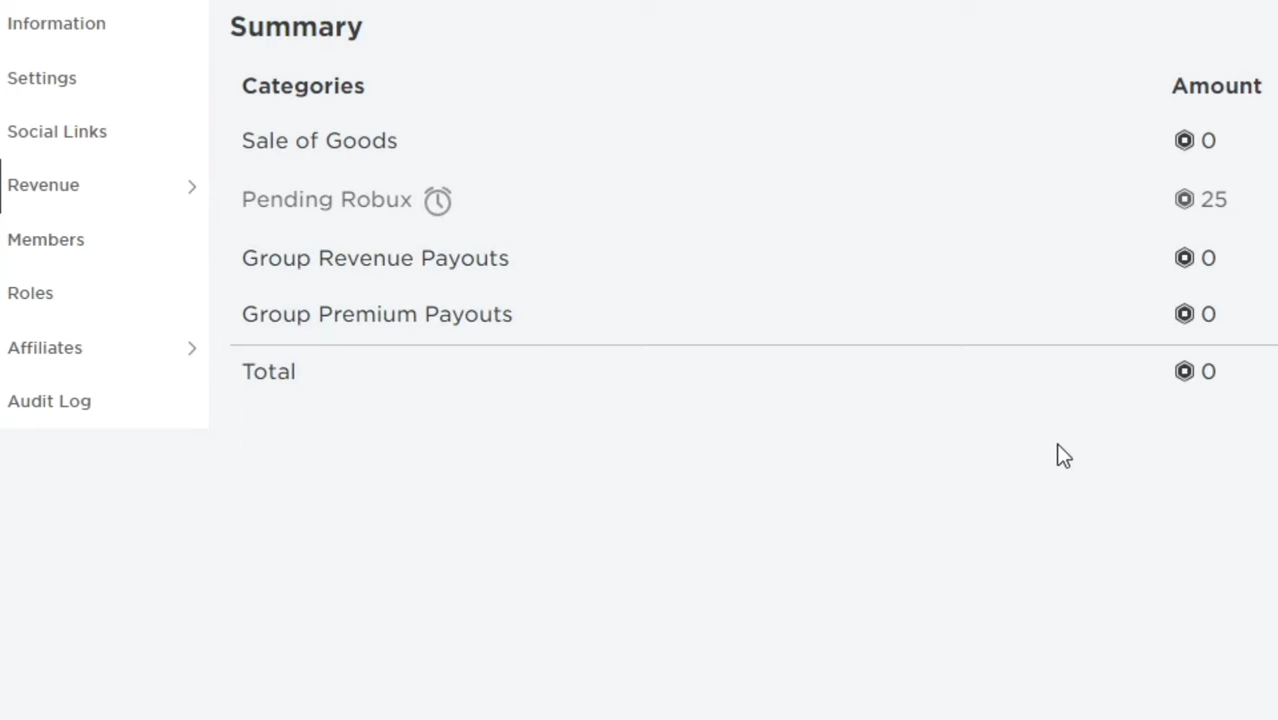 Information
Settings
Social Links
Revenue
Members
Roles
Affiliates
Audit Log
Summary
Categories Amount
Sale of Goods 0
Pending Robux 25
Group Revenue Payouts 0
Group Premium Payouts 0
Total 0